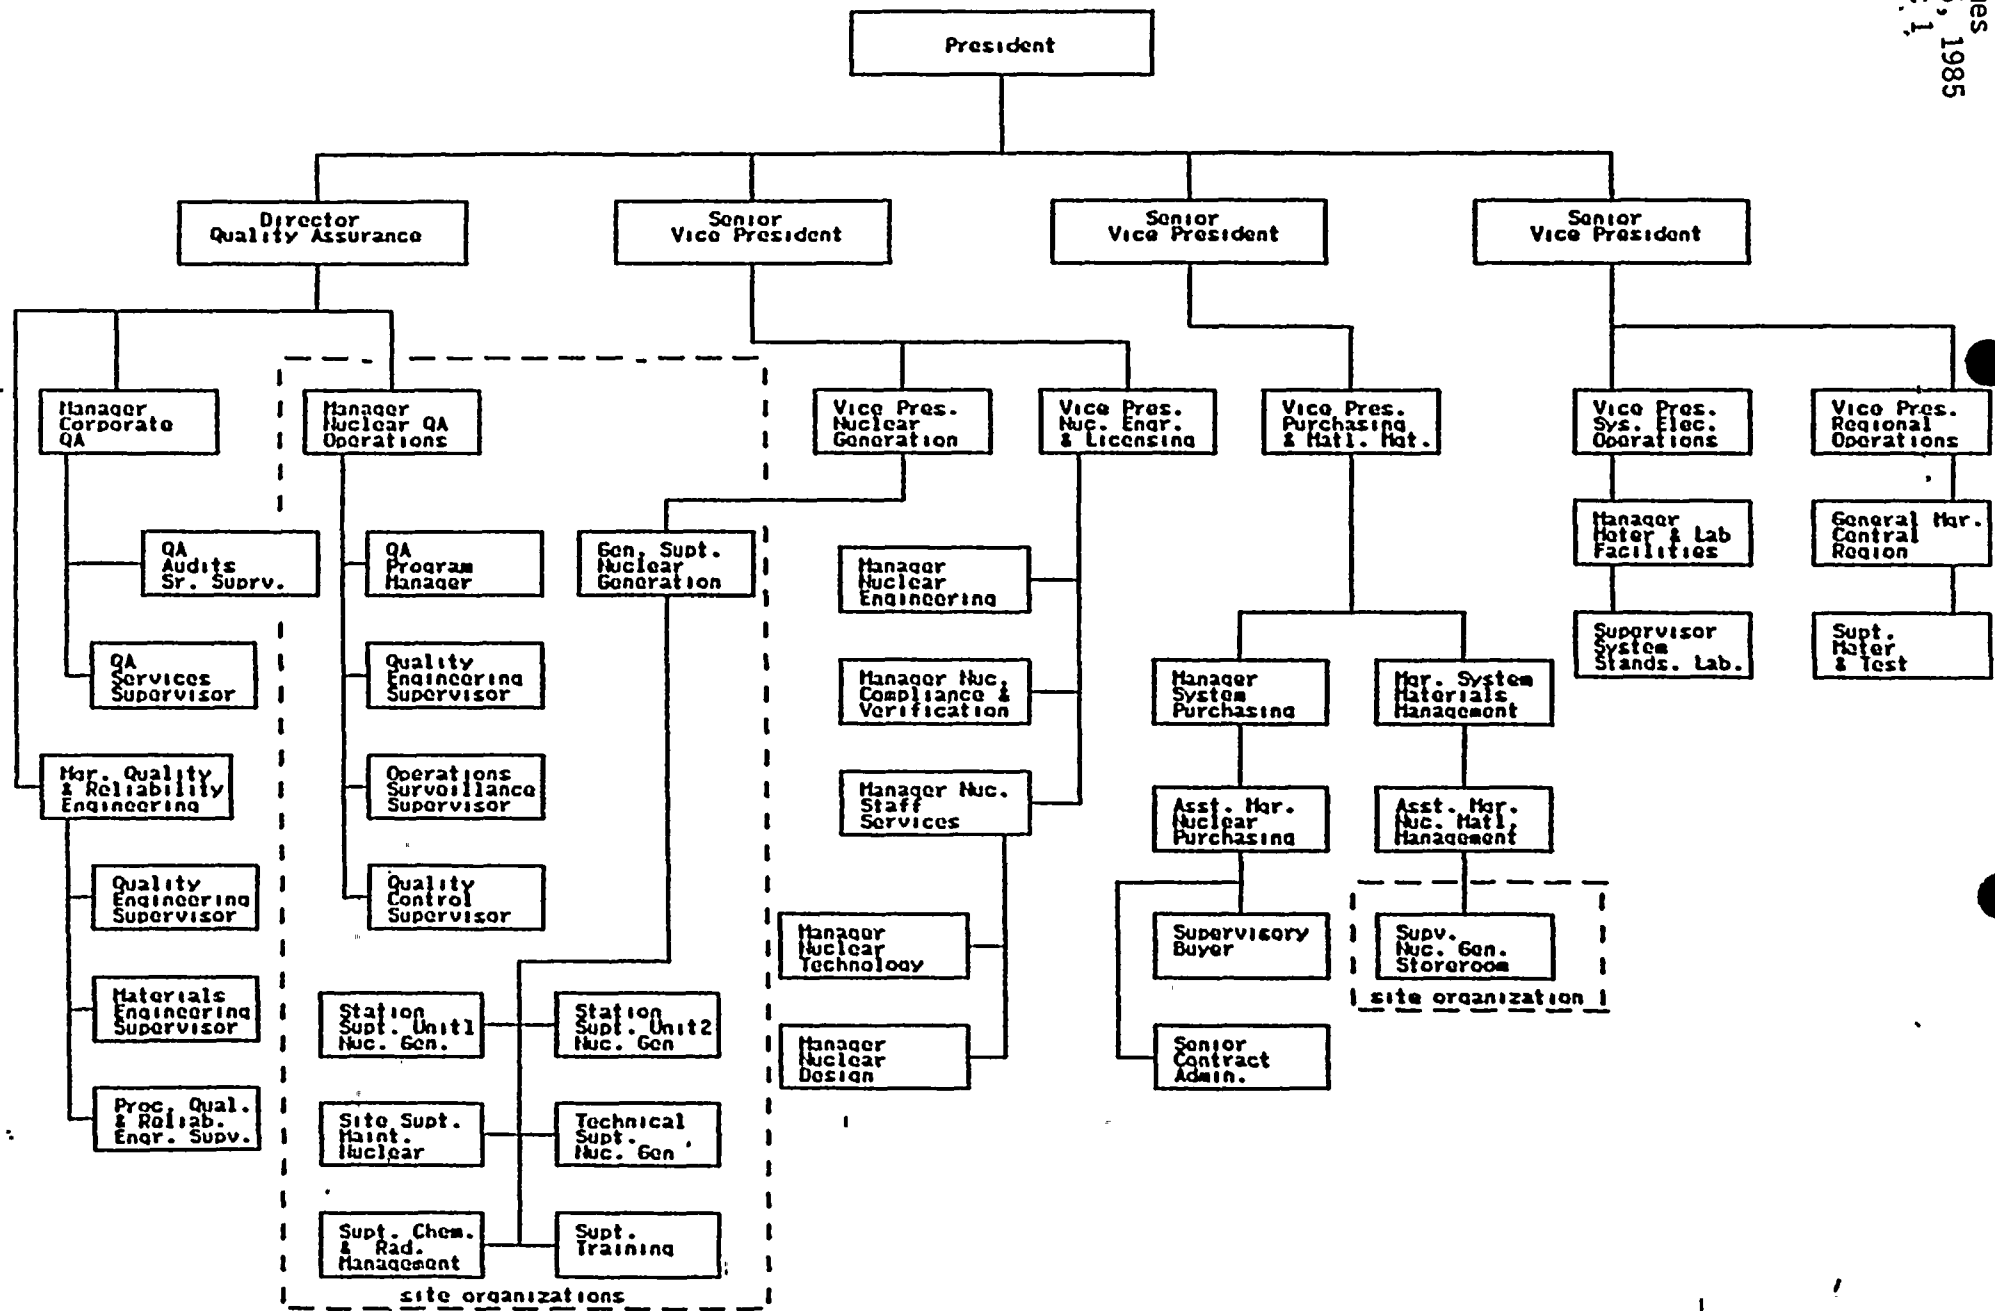 es
, 1985
1
President
Director
Quality Assurance
Senior
Vice President
Senior
Vice President
Senior
Vice President
Manager
Corporate
QA
Manager
Nuclear QA
Operations
Vice Pres.
Nuclear
Generation
Vice Pres.
Nuc. Engr.
& Licensing
Vice Pres.
Purchasing
& Matl. Mgt.
Vice Pres.
Sys. Elec.
Operations
Vice Pres.
Regional
Operations
QA
Audits
Sr. Suprv.
QA
Program
Manager
Gen. Supt.
Nuclear
Generation
Manager
Nuclear
Engineering
Manager
Meter & Lab
Facilities
General Mgr.
Central
Region
QA
Services
Supervisor
Quality
Engineering
Supervisor
Manager Nuc.
Compliance &
Verification
Manager
System
Purchasing
Mgr. System
Materials
Management
Supervisor
System
Stands. Lab.
Supt.
Meter
& Test
Mgr. Quality
& Reliability
Engineering
Operations
Surveillance
Supervisor
Manager Nuc.
Staff
Services
Asst. Mgr.
Nuclear
Purchasing
Asst. Mgr.
Nuc. Matl.
Management
Quality
Engineering
Supervisor
Quality
Control
Supervisor
Manager
Nuclear
Technology
Supervisory
Buyer
Supv.
Nuc. Gen.
Storeroom
site organization
Materials
Engineering
Supervisor
Station
Supt. Unit1
Nuc. Gen.
Station
Supt. Unit2
Nuc. Gen
Manager
Nuclear
Design
Senior
Contract
Admin.
Proc. Qual.
& Reliab.
Engr. Supv.
Site Supt.
Maint.
Nuclear
Technical
Supt.
Nuc. Gen
Supt. Chem.
& Rad.
Management
Supt.
Training
site organizations